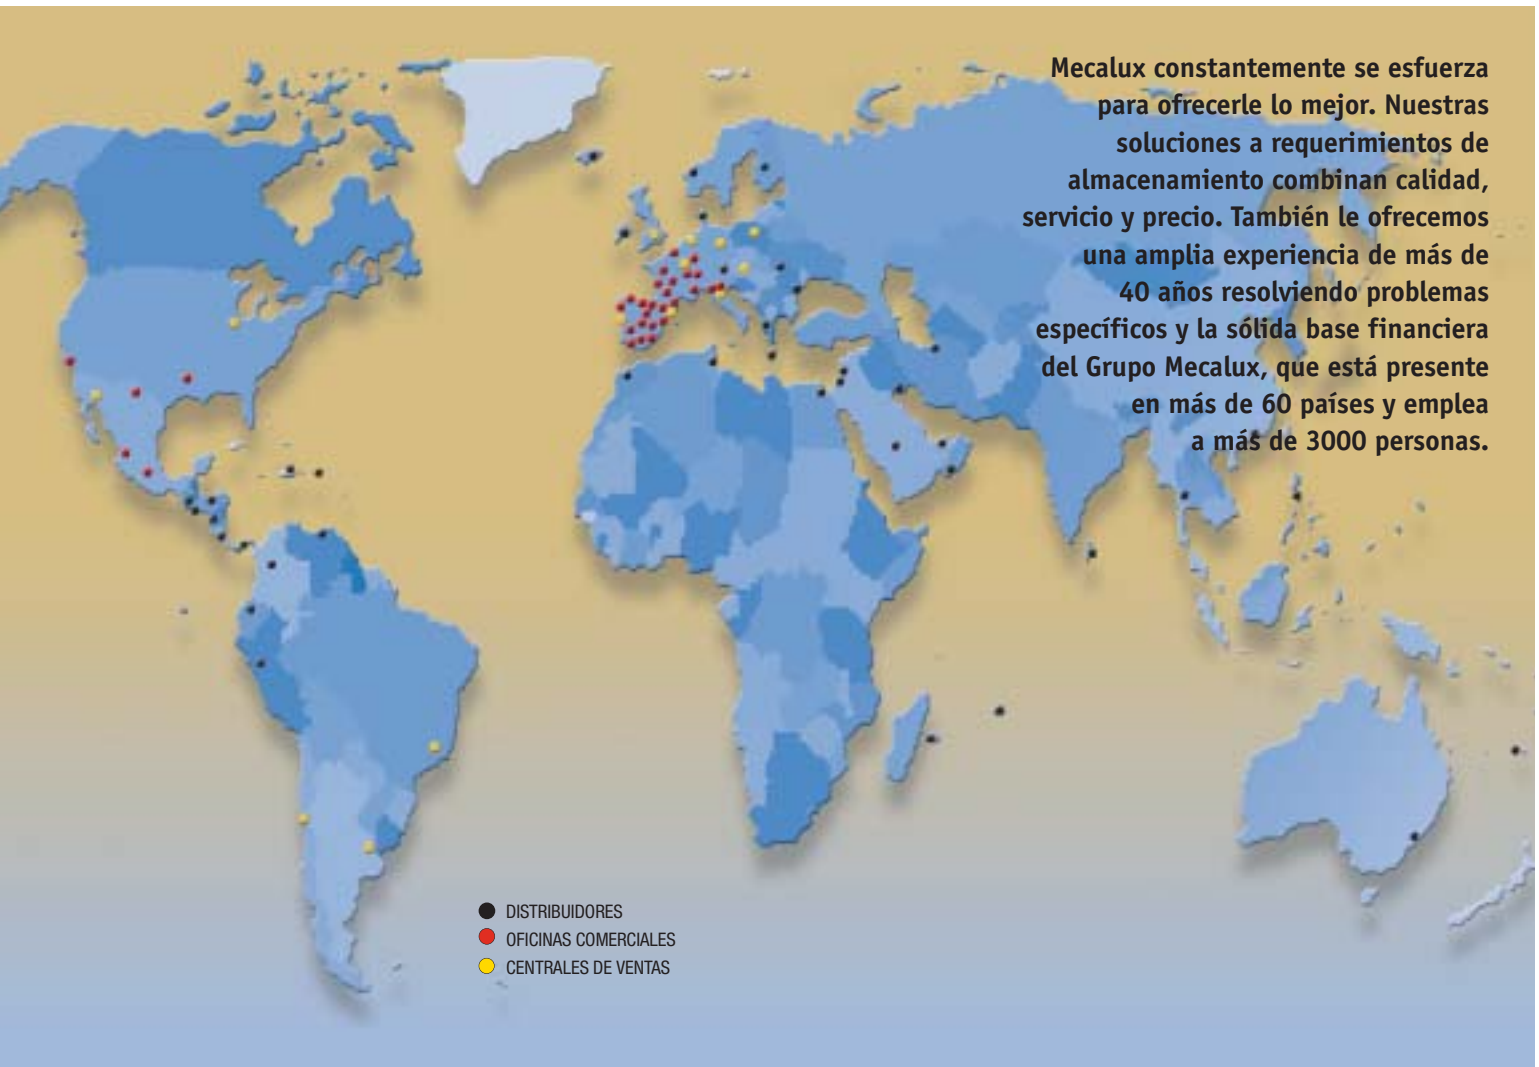 Mecalux constantemente se esfuerza
para ofrecerle lo mejor. Nuestras
soluciones a requerimientos de
almacenamiento combinan calidad,
servicio y precio. También le ofrecemos
una amplia experiencia de más de
40 años resolviendo problemas
específicos y la sólida base financiera
del Grupo Mecalux, que está presente
en más de 60 países y emplea
a más de 3000 personas.
DISTRIBUIDORES
OFICINAS COMERCIALES
CENTRALES DE VENTAS